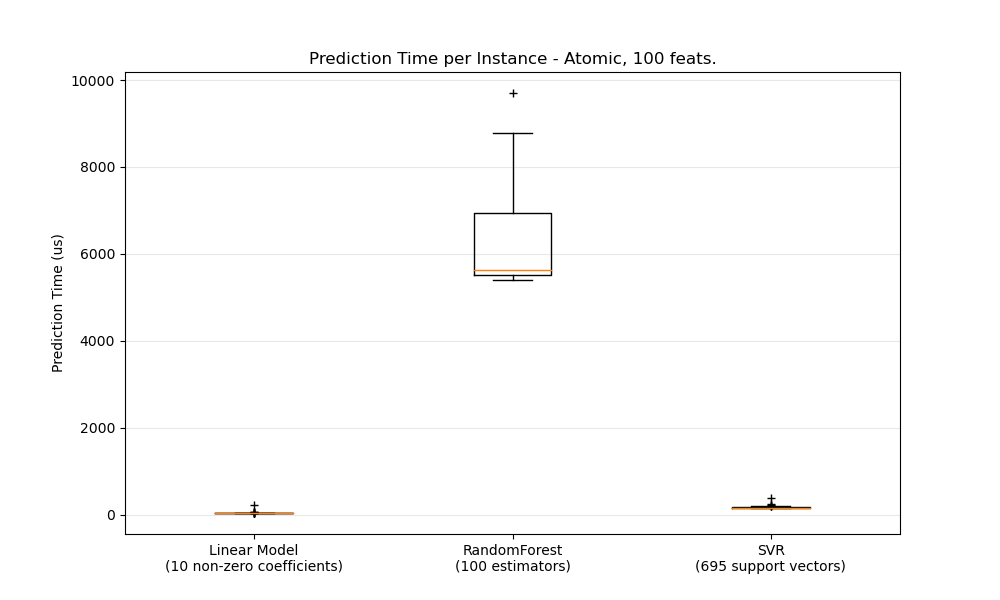 Prediction Time per Instance - Atomic, 100 feats.
10000
8000
6000
4000
2000
0
Prediction Time (us)
Linear Model
(10 non-zero coefficients)
RandomForest
(100 estimators)
SVR
(695 support vectors)